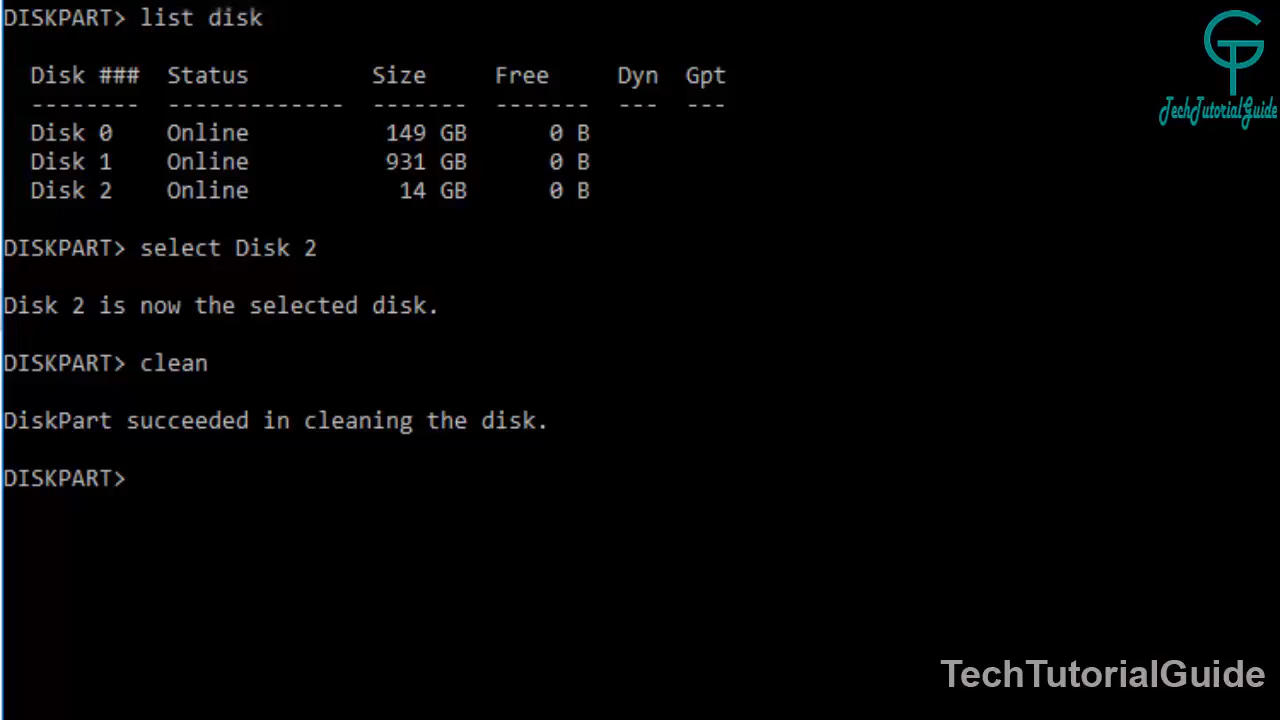 DISKPART> list disk
Disk ### Status Size Free Dyn Gpt
-------- ------------- ------- ------- --- ---
Disk 0 Online 149 GB 0 B
Disk 1 Online 931 GB 0 B
Disk 2 Online 14 GB 0 B
DISKPART> select Disk 2
Disk 2 is now the selected disk.
DISKPART> clean
DiskPart succeeded in cleaning the disk.
DISKPART>
GT
TechTutorialGuide
TechTutorialGuide